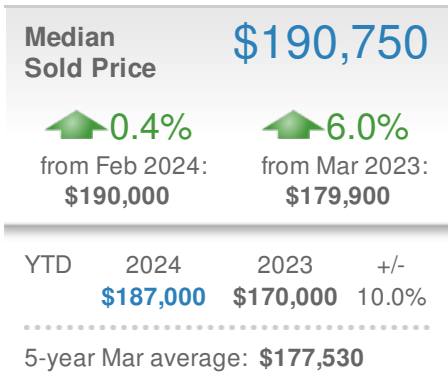 Median
Sold Price
$190,750
0.4%
6.0%
from Feb 2024:
from Mar 2023:
$190,000
$179,900
YTD 2024 2023 +/-
$187,000 $170,000 10.0%
5-year Mar average: $177,530